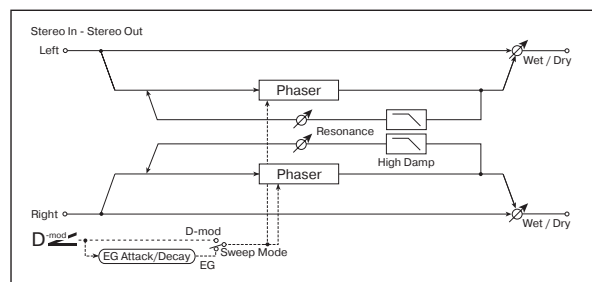 Stereo In - Stereo Out
Left
Wet / Dry
Phaser
Resonance
High Damp
Phaser
Right
Wet / Dry
D-mod
D-mod
EG Attack/Decay
EG
Sweep Mode